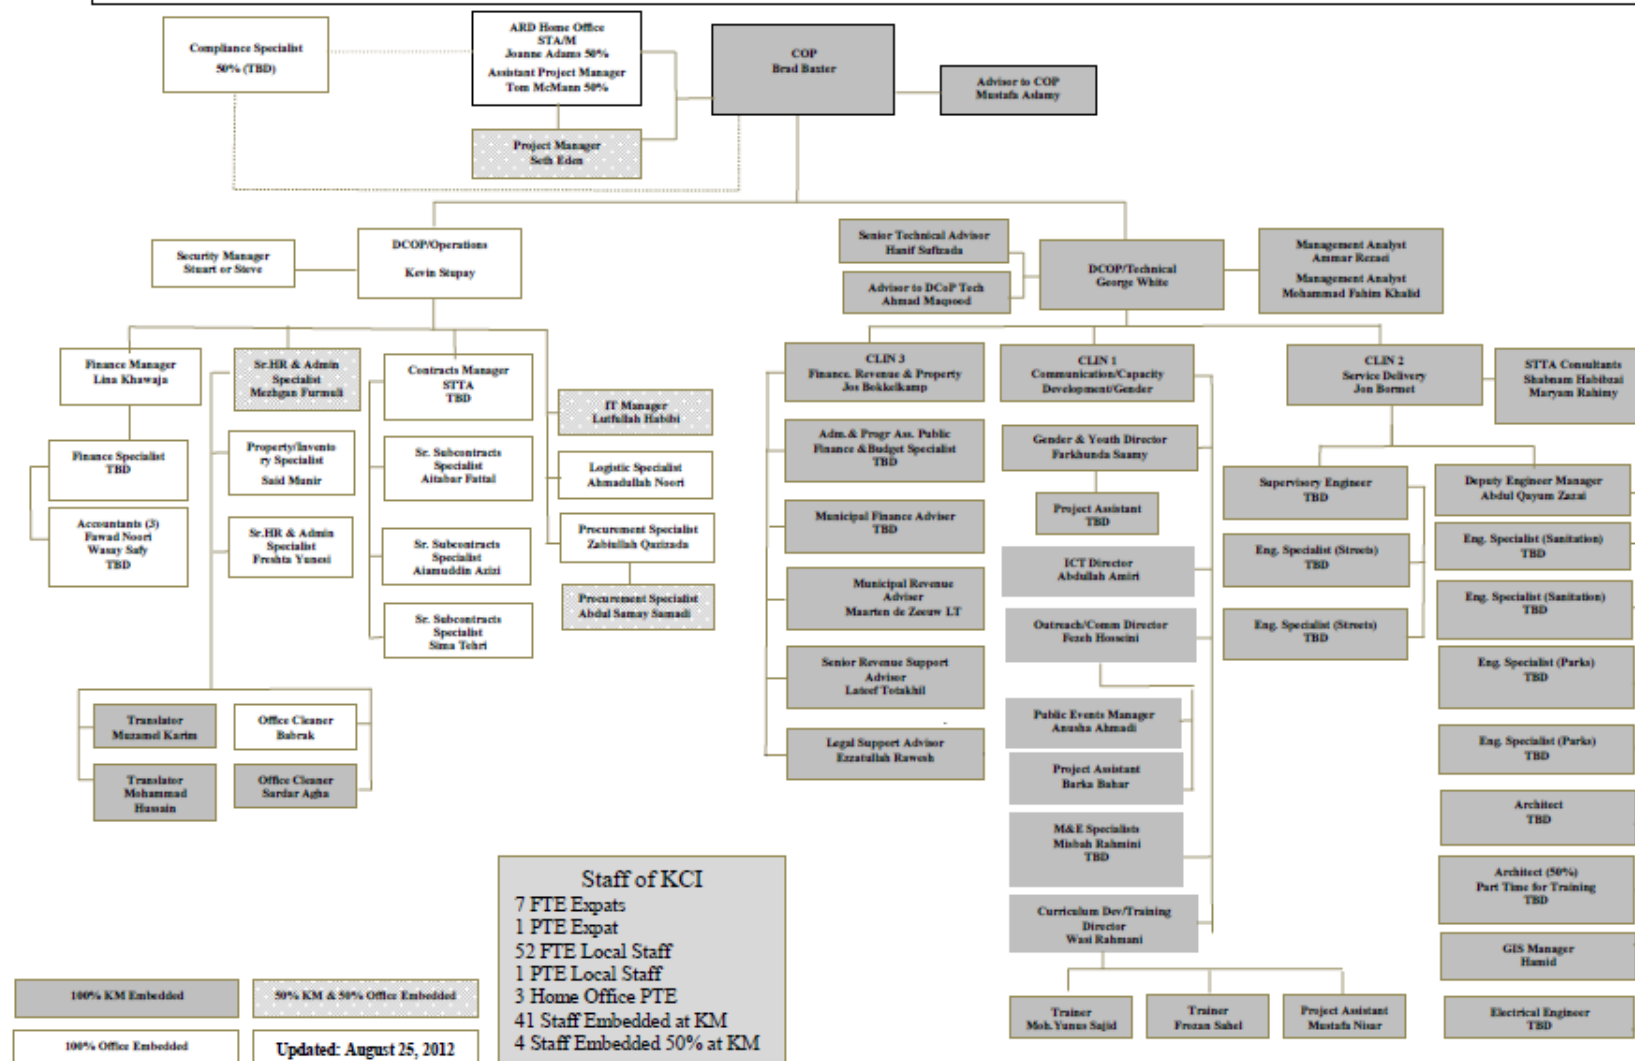 Compliance Specialist
50% (TBD)
ARD Home Office
STA/M
Joanne Adams 50%
Assistant Project Manager
Tom McMann 50%
COP
Brad Baxter
Advisor to COP
Mustafa Aslamy
Project Manager
Seth Eden
DCOP/Operations
Kevin Stupay
Security Manager
Stuart or Steve
Senior Technical Advisor
Hanif Sufizada
Advisor to DCoP Tech
Ahmad Maqsood
DCOP/Technical
George White
Management Analyst
Ammar Rezaei
Management Analyst
Mohammad Fahim Khalid
Finance Manager
Lina Khawaja
Sr.HR & Admin
Specialist
Mezhgan Furmuli
Contracts Manager
STTA
TBD
IT Manager
Lutfullah Habibi
Finance Specialist
TBD
Property/Invento
ry Specialist
Said Munir
Sr. Subcontracts
Specialist
Aitabar Fattal
Logistic Specialist
Ahmadullah Noori
Accountants (3)
Fawad Noori
Wasay Safy
TBD
Sr.HR & Admin
Specialist
Freshta Yunesi
Sr. Subcontracts
Specialist
Aiamuddin Azizi
Procurement Specialist
Zabiullah Qazizada
Procurement Specialist
Abdul Samay Samadi
Sr. Subcontracts
Specialist
Sima Tehri
Translator
Muzamel Karim
Office Cleaner
Babrak
Translator
Mohammad
Hussain
Office Cleaner
Sardar Agha
CLIN 3
Finance. Revenue & Property
Jos Bekkelkamp
Adm.& Progr Ass. Public
Finance &Budget Specialist
TBD
Municipal Finance Adviser
TBD
Municipal Revenue
Adviser
Maarten de Zeeuw LT
Senior Revenue Support
Advisor
Lateef Totakhil
Legal Support Advisor
Ezzatullah Rawesh
CLIN 1
Communication/Capacity
Development/Gender
Gender & Youth Director
Farkhunda Saamy
Project Assistant
TBD
ICT Director
Abdullah Amiri
Outreach/Comm Director
Fezeh Hosseini
Public Events Manager
Anusha Ahmadi
Project Assistant
Barka Bahar
M&E Specialists
Misbah Rahmini
TBD
Curriculum Dev/Training
Director
Wasi Rahmani
Trainer
Moh.Yunus Sajid
Trainer
Frozan Sahel
Project Assistant
Mustafa Nisar
CLIN 2
Service Delivery
Jon Bormet
STTA Consultants
Shabnam Habibzai
Maryam Rahimy
Supervisory Engineer
TBD
Eng. Specialist (Streets)
TBD
Eng. Specialist (Streets)
TBD
Deputy Engineer Manager
Abdul Qayum Zazai
Eng. Specialist (Sanitation)
TBD
Eng. Specialist (Sanitation)
TBD
Eng. Specialist (Parks)
TBD
Eng. Specialist (Parks)
TBD
Architect
TBD
Architect (50%)
Part Time for Training
TBD
GIS Manager
Hamid
Electrical Engineer
TBD
Staff of KCI
7 FTE Expats
1 PTE Expat
52 FTE Local Staff
1 PTE Local Staff
3 Home Office PTE
41 Staff Embedded at KM
4 Staff Embedded 50% at KM
100% KM Embedded
50% KM & 50% Office Embedded
100% Office Embedded
Updated: August 25, 2012